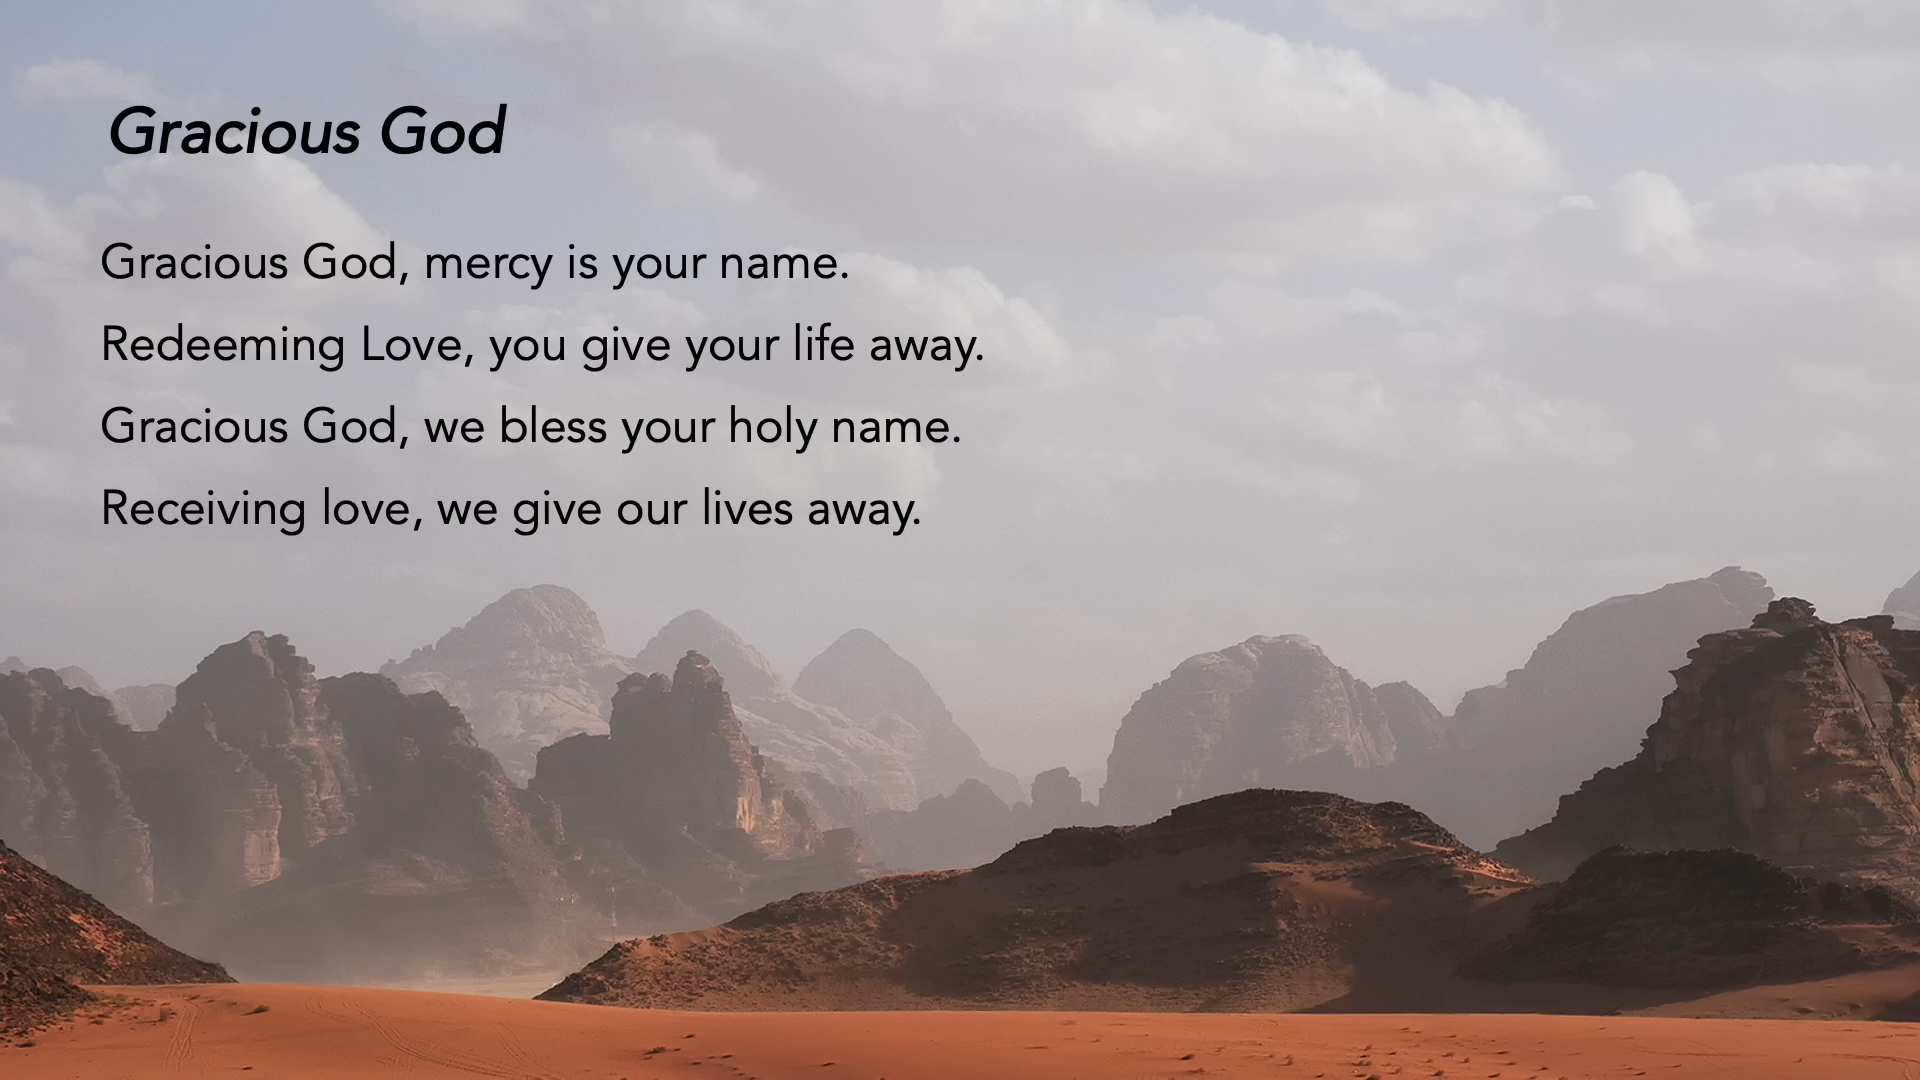 Gracious God
Gracious God, mercy is your name.
Redeeming Love, you give your life away.
Gracious God, we bless your holy name.
Receiving love, we give our lives away.